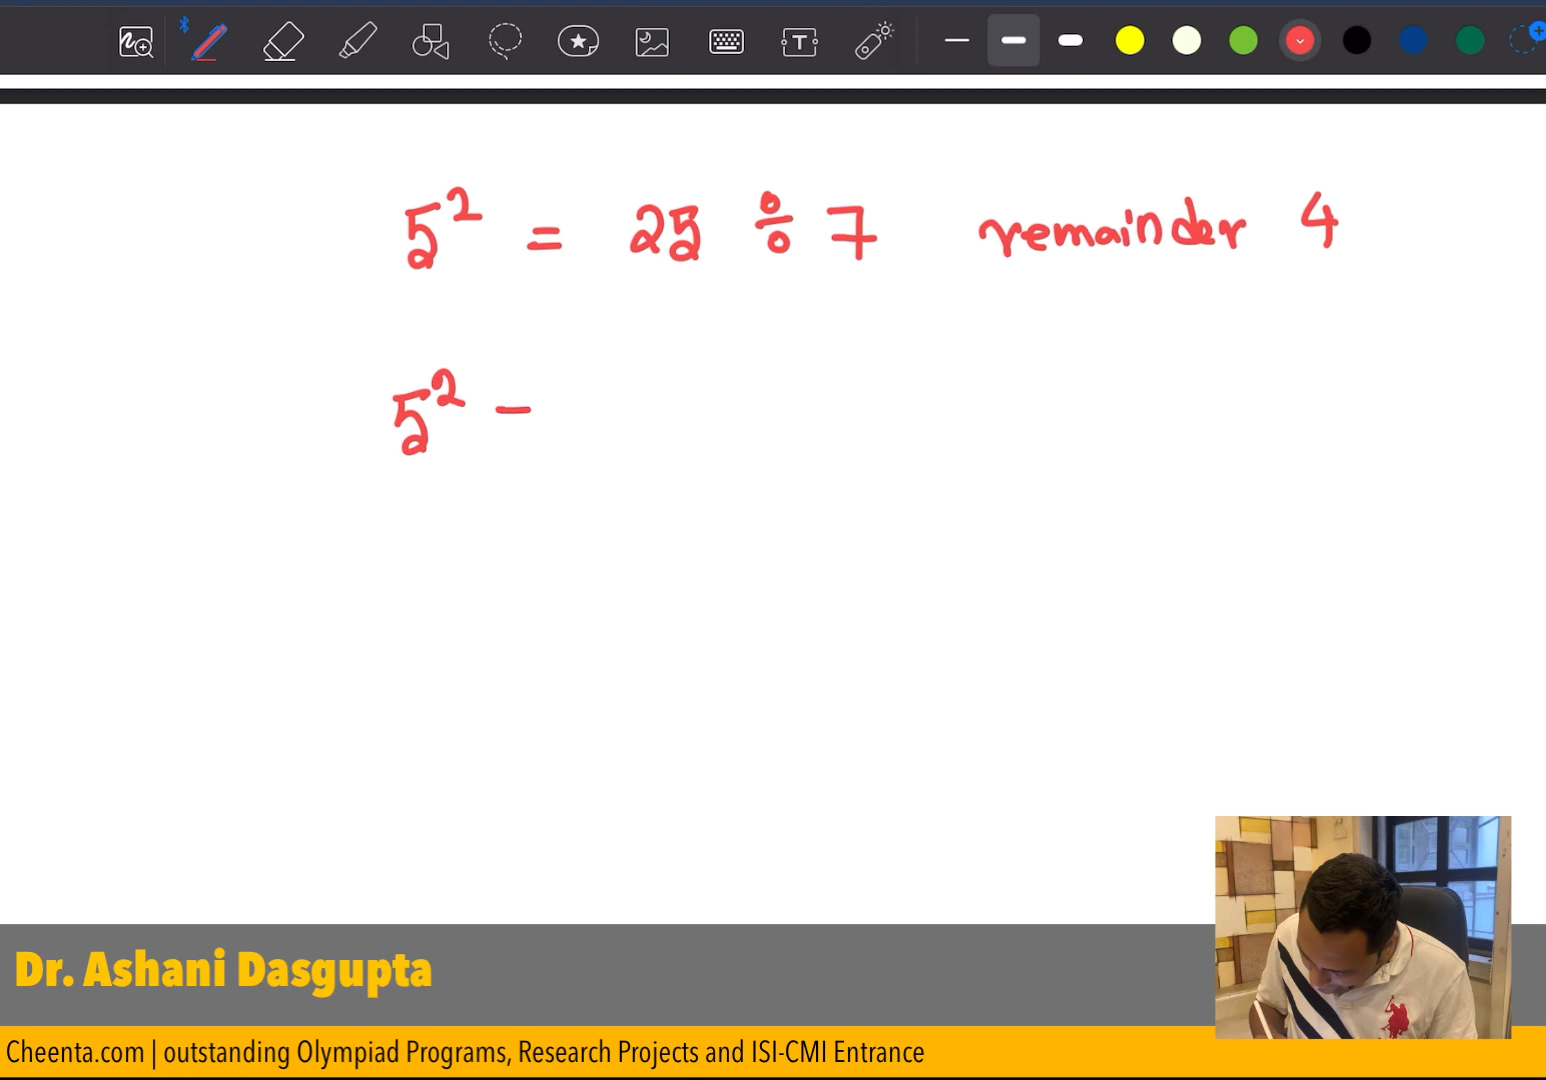 5² = 25 ÷ 7 remainder 4
5² –
Dr. Ashani Dasgupta
Cheenta.com | outstanding Olympiad Programs, Research Projects and ISI-CMI Entrance